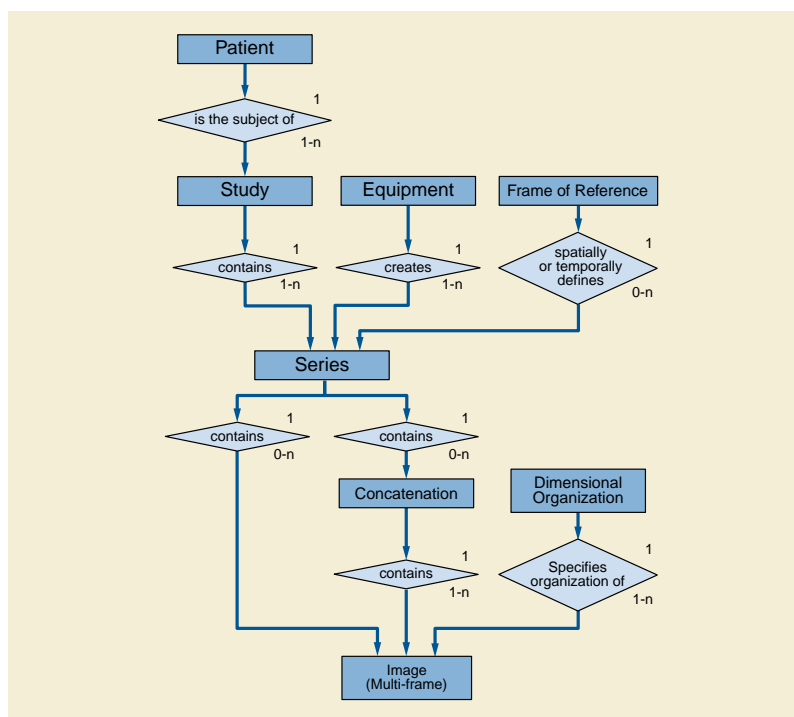 Patient
1
is the subject of
1-n
Study
Equipment
Frame of Reference
1
contains
1-n
1
creates
1-n
1
spatially
or temporally
defines
0-n
Series
1
contains
0-n
1
contains
0-n
Concatenation
Dimensional
Organization
1
contains
1-n
1
Specifies
organization of
1-n
Image
(Multi-frame)